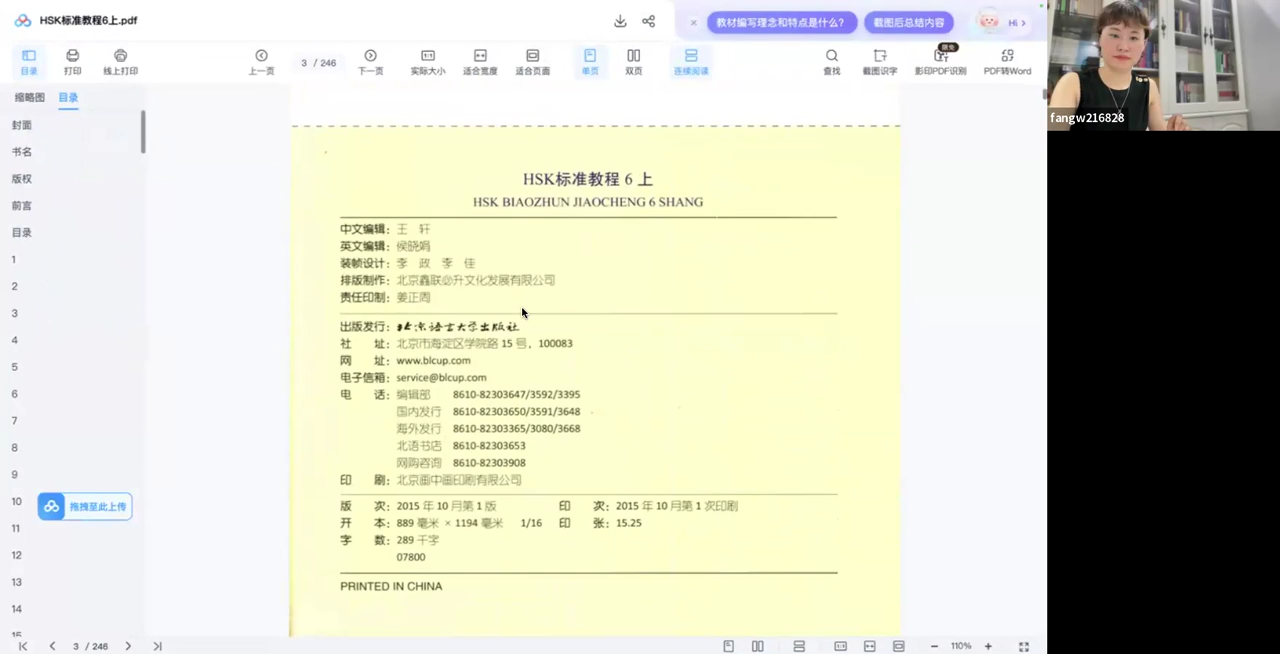 HSK标准教程6上.pdf
教材编写理念和特点是什么?
截图后总结内容
Hi
目录
打印
线上打印
上一页
3 / 246
下一页
实际大小
适合宽度
适合页面
单页
双页
连续阅读
查找
截图识字
限免
影印PDF识别
PDF转Word
fangw216828
缩略图 目录
封面
书名
版权
前言
目录
1
2
3
4
5
6
7
8
9
10
11
12
13
14
15
拖拽至此上传
HSK标准教程 6 上
HSK BIAOZHUN JIAOCHENG 6 SHANG
中文编辑：王 轩
英文编辑：侯晓娟
装帧设计：李 政 李 佳
排版制作：北京鑫联必升文化发展有限公司
责任印制：姜正周
出版发行：北京语言大学出版社
社 址：北京市海淀区学院路 15 号，100083
网 址：www.blcup.com
电子信箱：service@blcup.com
电 话：编辑部 8610-82303647/3592/3395
国内发行 8610-82303650/3591/3648
海外发行 8610-82303365/3080/3668
北语书店 8610-82303653
网购咨询 8610-82303908
印 刷：北京画中画印刷有限公司
版 次：2015 年 10 月第 1 版 印 次：2015 年 10 月第 1 次印刷
开 本：889 毫米 × 1194 毫米 1/16 印 张：15.25
字 数：289 千字
07800
PRINTED IN CHINA
3 / 246
110%